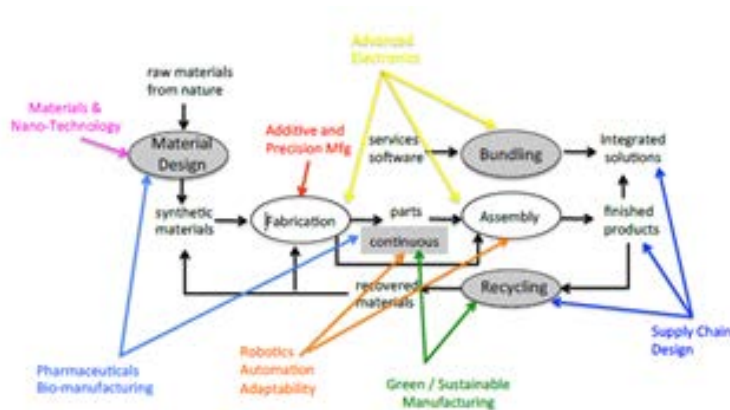 Advanced
Electronics
raw materials
from nature
Materials &
Nano-Technology
Additive and
Precision Mfg
Material
Design
services
software
Bundling
integrated
solutions
synthetic
materials
Fabrication
parts
Assembly
finished
products
continuous
recovered
materials
Recycling
Supply Chain
Design
Pharmaceuticals
Bio-manufacturing
Robotics
Automation
Adaptability
Green / Sustainable
Manufacturing